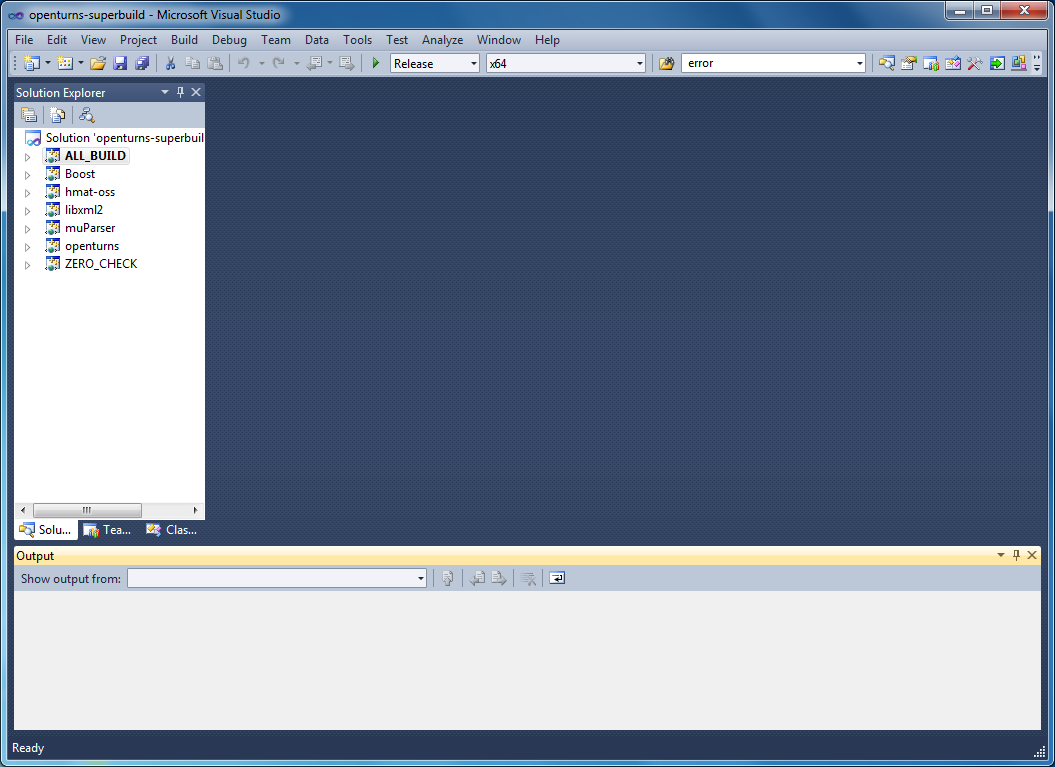 openturns-superbuild - Microsoft Visual Studio
File Edit View Project Build Debug Team Data Tools Test Analyze Window Help
Release x64 error
Solution Explorer
Solution 'openturns-superbuil
ALL_BUILD
Boost
hmat-oss
libxml2
muParser
openturns
ZERO_CHECK
Solu... Tea... Clas...
Output
Show output from:
Ready